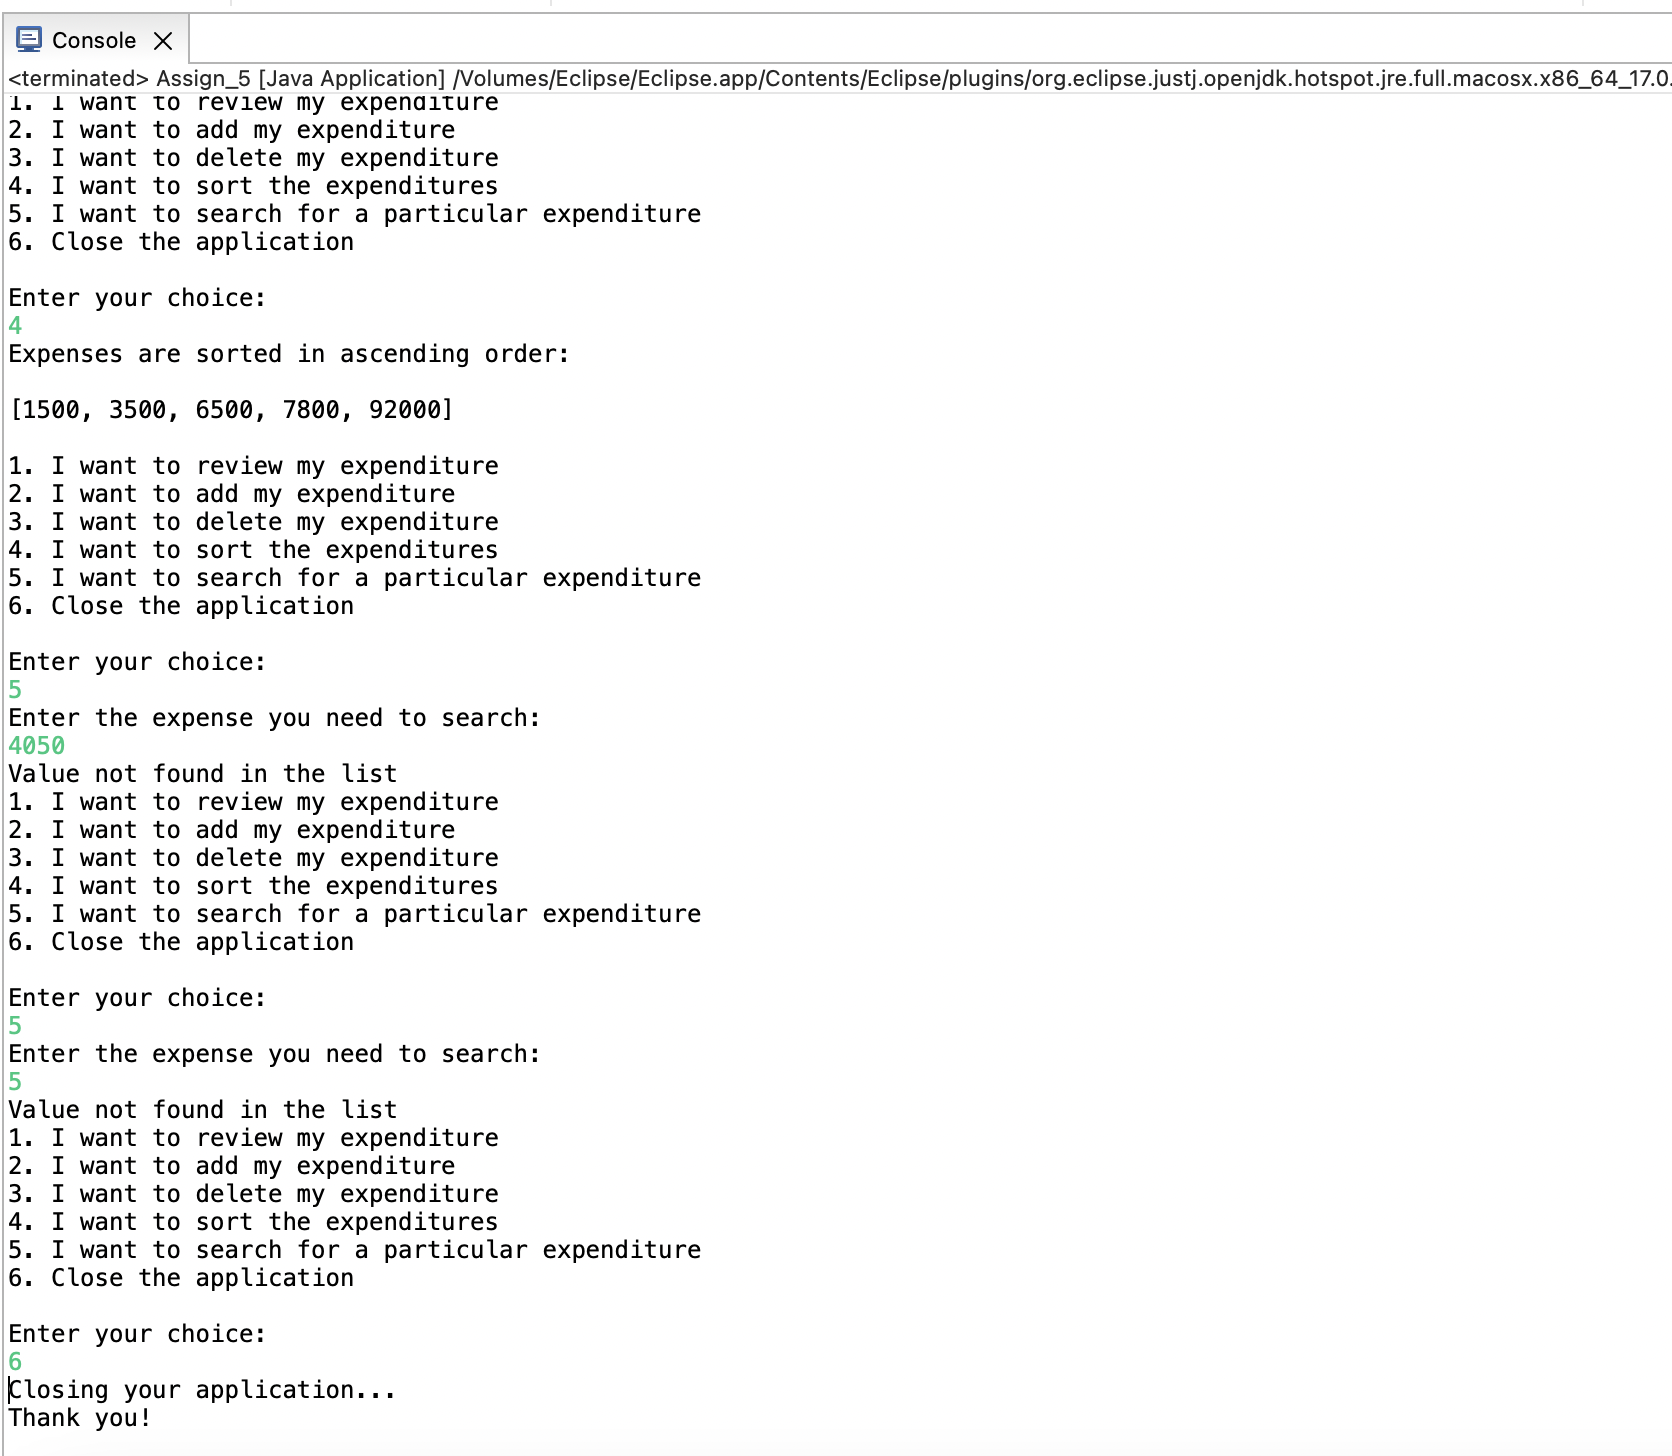 Console
<terminated> Assign_5 [Java Application] /Volumes/Eclipse/Eclipse.app/Contents/Eclipse/plugins/org.eclipse.justj.openjdk.hotspot.jre.full.macosx.x86_64_17.0.
1. I want to review my expenditure
2. I want to add my expenditure
3. I want to delete my expenditure
4. I want to sort the expenditures
5. I want to search for a particular expenditure
6. Close the application
Enter your choice:
4
Expenses are sorted in ascending order:
[1500, 3500, 6500, 7800, 92000]
1. I want to review my expenditure
2. I want to add my expenditure
3. I want to delete my expenditure
4. I want to sort the expenditures
5. I want to search for a particular expenditure
6. Close the application
Enter your choice:
5
Enter the expense you need to search:
4050
Value not found in the list
1. I want to review my expenditure
2. I want to add my expenditure
3. I want to delete my expenditure
4. I want to sort the expenditures
5. I want to search for a particular expenditure
6. Close the application
Enter your choice:
5
Enter the expense you need to search:
5
Value not found in the list
1. I want to review my expenditure
2. I want to add my expenditure
3. I want to delete my expenditure
4. I want to sort the expenditures
5. I want to search for a particular expenditure
6. Close the application
Enter your choice:
6
Closing your application...
Thank you!